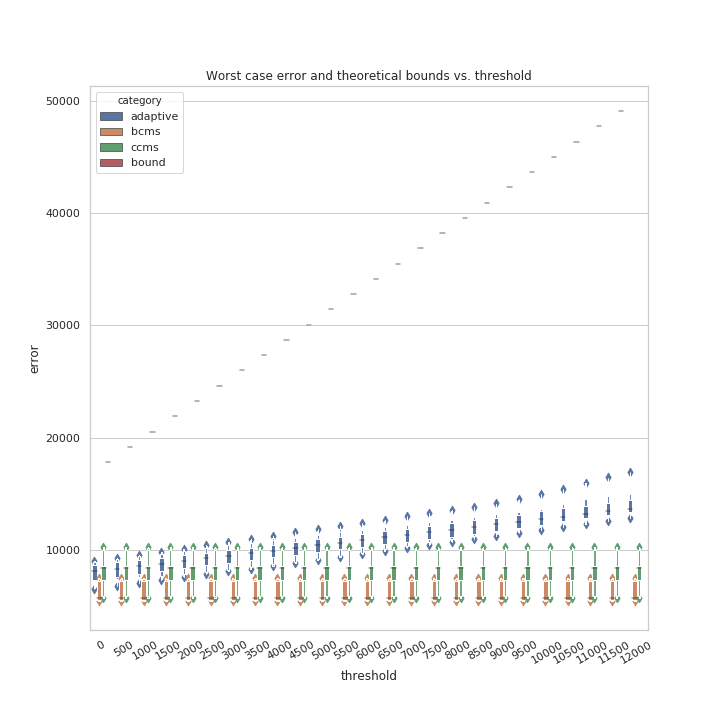 Worst case error and theoretical bounds vs. threshold
category
adaptive
bcms
ccms
bound
50000
40000
30000
20000
10000
error
0 500 1000 1500 2000 2500 3000 3500 4000 4500 5000 5500 6000 6500 7000 7500 8000 8500 9000 9500 10000 10500 11000 11500 12000
threshold